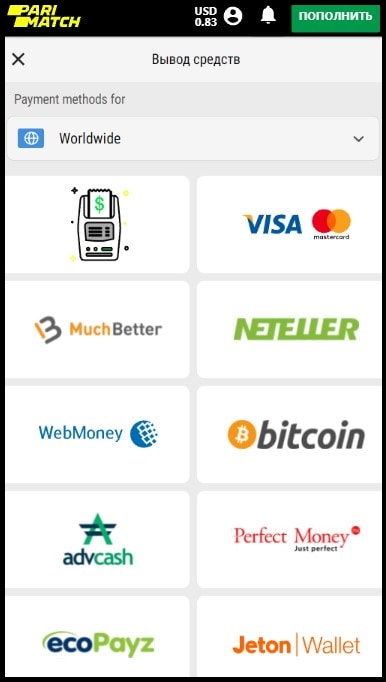 PARI
MATCH
USD
0.83
ПОПОЛНИТЬ
Вывод средств
Payment methods for
Worldwide
$
VISA
mastercard
MuchBetter
NETELLER
WebMoney
bitcoin
advcash
Perfect Money
Just perfect
ecoPayz
Jeton | Wallet